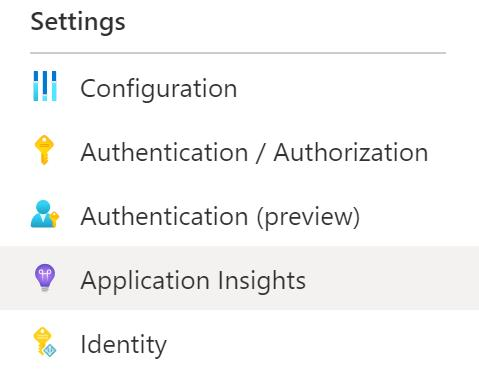 Settings
Configuration
Authentication / Authorization
Authentication (preview)
Application Insights
Identity